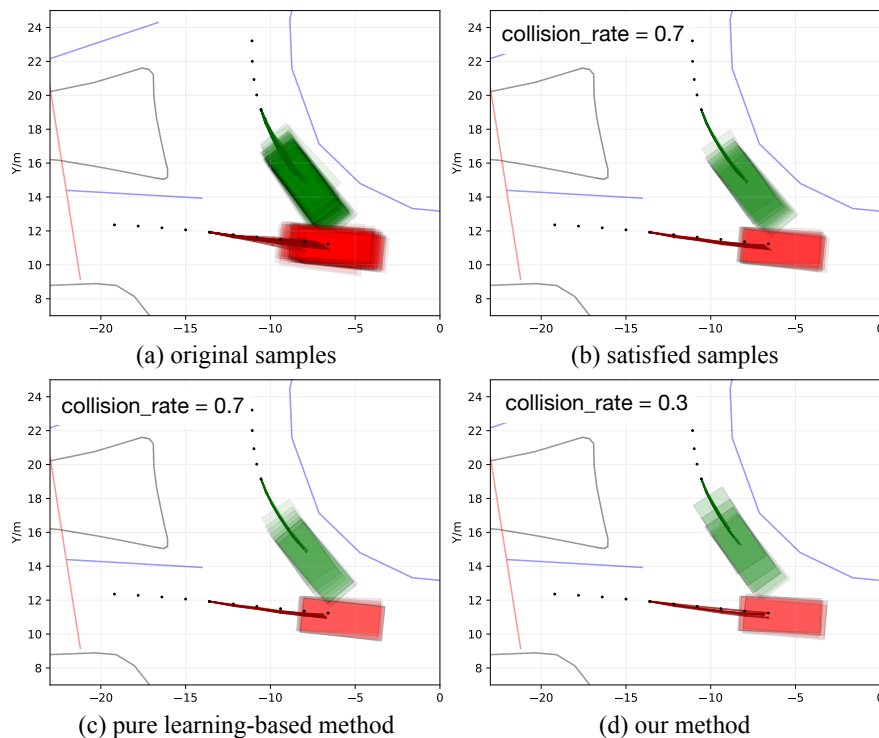 24
22
20
18
16
14
12
10
8
Y/m
−20 −15 −10 −5 0
(a) original samples
collision_rate = 0.7
24
22
20
18
16
14
12
10
8
Y/m
−20 −15 −10 −5 0
(b) satisfied samples
collision_rate = 0.7
24
22
20
18
16
14
12
10
8
Y/m
−20 −15 −10 −5 0
(c) pure learning-based method
collision_rate = 0.3
24
22
20
18
16
14
12
10
8
Y/m
−20 −15 −10 −5 0
(d) our method